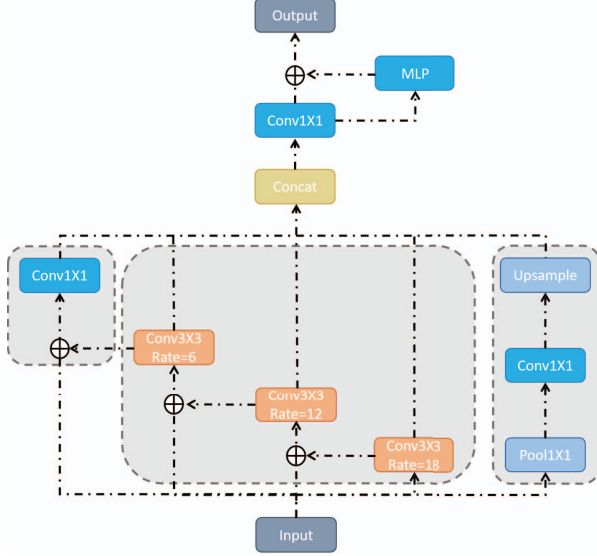 Output
MLP
Conv1X1
Concat
Conv1X1
Upsample
Conv3X3
Rate=6
Conv1X1
Conv3X3
Rate=12
Conv3X3
Rate=18
Pool1X1
Input